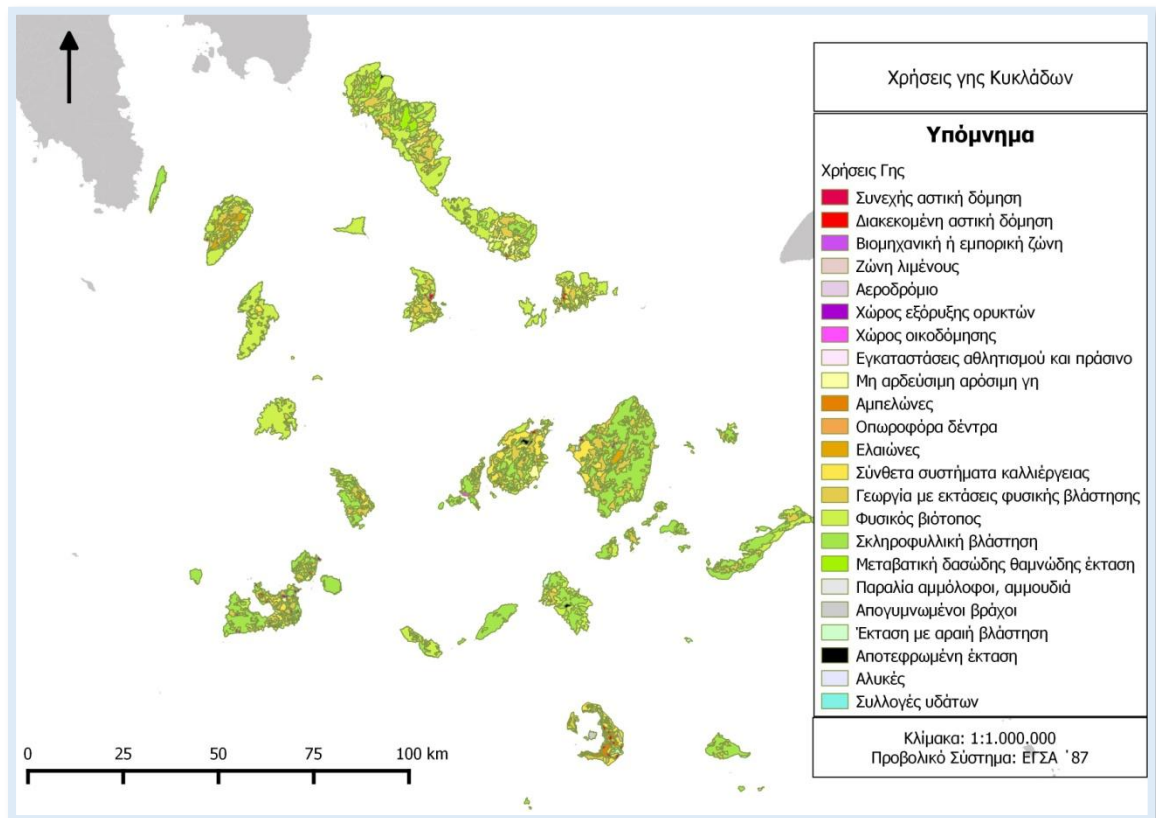 Χρήσεις γης Κυκλάδων
Υπόμνημα
Χρήσεις Γης
Συνεχής αστική δόμηση
Διακεκομένη αστική δόμηση
Βιομηχανική ή εμπορική ζώνη
Ζώνη λιμένους
Αεροδρόμιο
Χώρος εξόρυξης ορυκτών
Χώρος οικοδόμησης
Εγκαταστάσεις αθλητισμού και πράσινο
Μη αρδεύσιμη αρόσιμη γη
Αμπελώνες
Οπωροφόρα δέντρα
Ελαιώνες
Σύνθετα συστήματα καλλιέργειας
Γεωργία με εκτάσεις φυσικής βλάστησης
Φυσικός βιότοπος
Σκληροφυλλική βλάστηση
Μεταβατική δασώδης θαμνώδης έκταση
Παραλία αμμόλοφοι, αμμουδιά
Απογυμνωμένοι βράχοι
Έκταση με αραιή βλάστηση
Αποτεφρωμένη έκταση
Αλυκές
Συλλογές υδάτων
Κλίμακα: 1:1.000.000
Προβολικό Σύστημα: ΕΓΣΑ ΄87
0 25 50 75 100 km